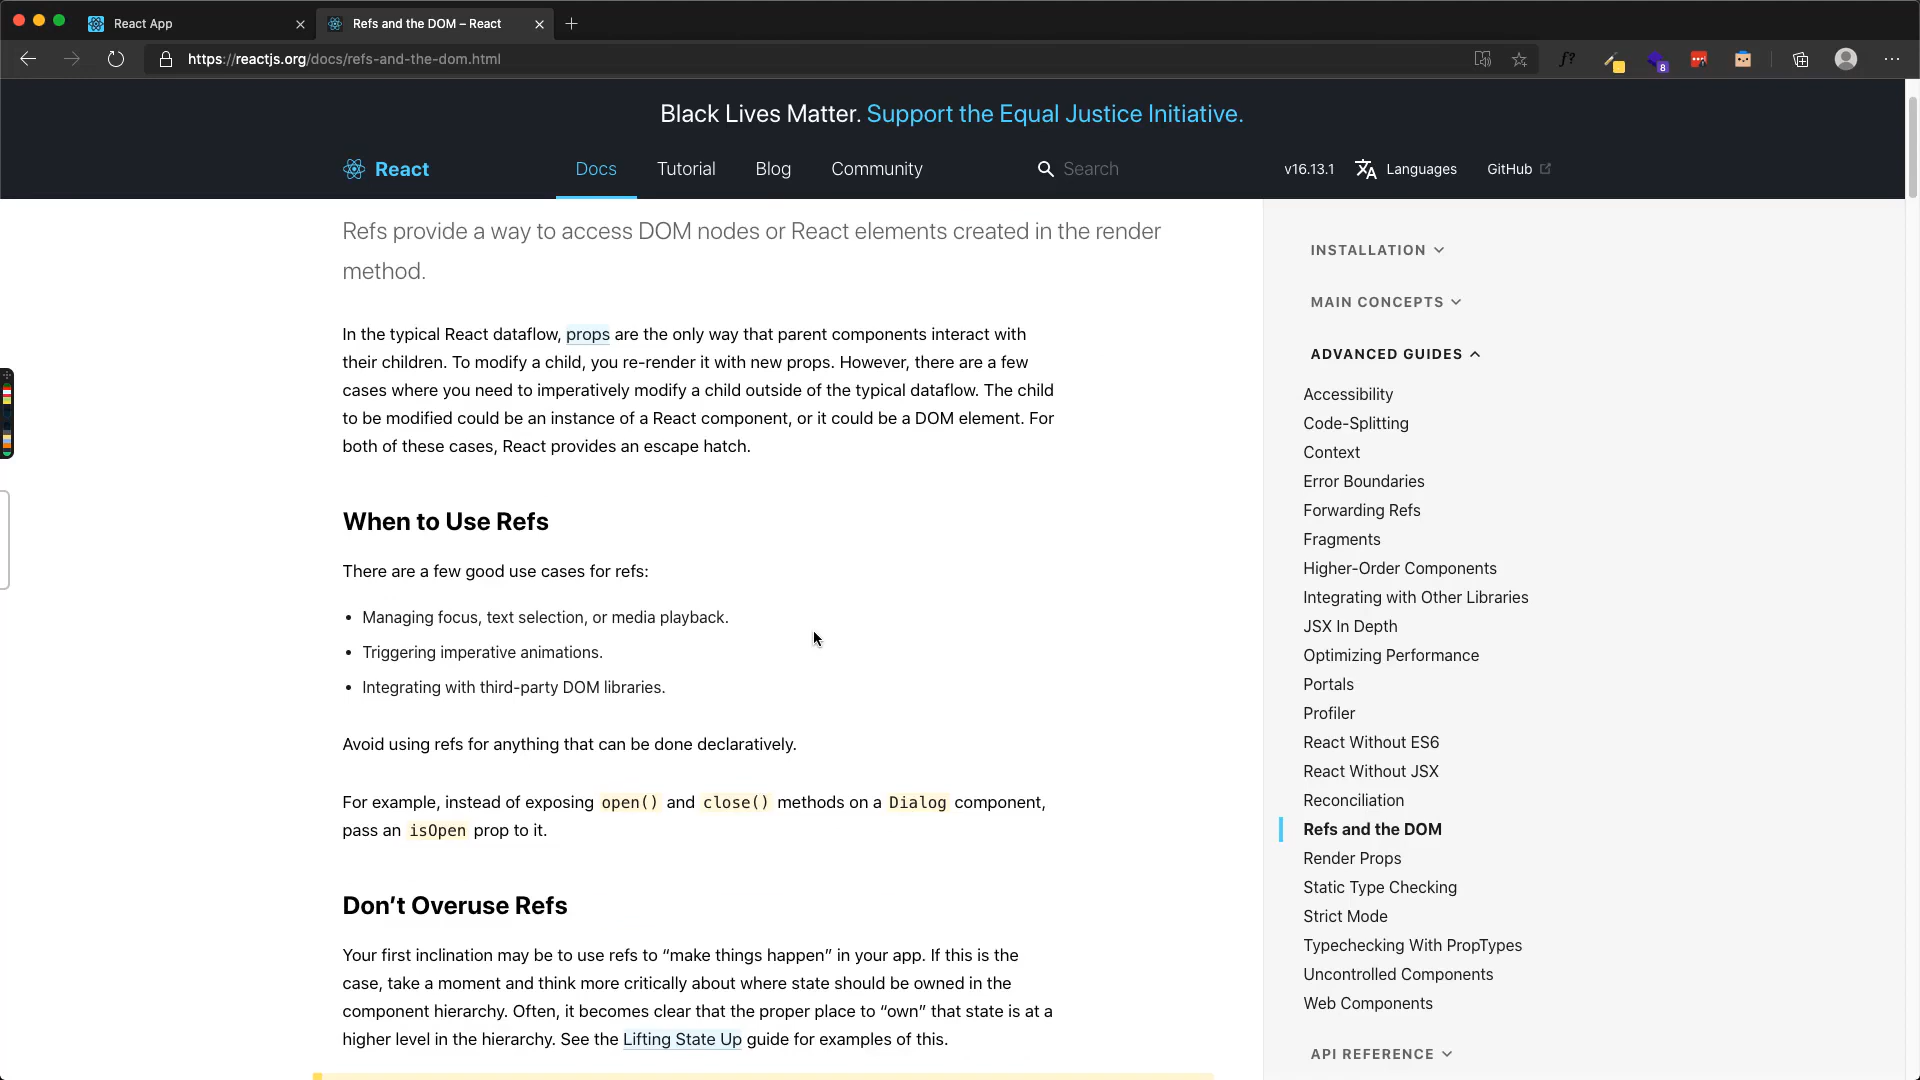 React App
Refs and the DOM – React
https://reactjs.org/docs/refs-and-the-dom.html
f?
8
Black Lives Matter. Support the Equal Justice Initiative.
React
Docs
Tutorial
Blog
Community
Search
v16.13.1
Languages
GitHub
Refs provide a way to access DOM nodes or React elements created in the render
method.
In the typical React dataflow, props are the only way that parent components interact with
their children. To modify a child, you re-render it with new props. However, there are a few
cases where you need to imperatively modify a child outside of the typical dataflow. The child
to be modified could be an instance of a React component, or it could be a DOM element. For
both of these cases, React provides an escape hatch.
When to Use Refs
There are a few good use cases for refs:
• Managing focus, text selection, or media playback.
• Triggering imperative animations.
• Integrating with third-party DOM libraries.
Avoid using refs for anything that can be done declaratively.
For example, instead of exposing open() and close() methods on a Dialog component,
pass an isOpen prop to it.
Don’t Overuse Refs
Your first inclination may be to use refs to “make things happen” in your app. If this is the
case, take a moment and think more critically about where state should be owned in the
component hierarchy. Often, it becomes clear that the proper place to “own” that state is at a
higher level in the hierarchy. See the Lifting State Up guide for examples of this.
INSTALLATION
MAIN CONCEPTS
ADVANCED GUIDES
Accessibility
Code-Splitting
Context
Error Boundaries
Forwarding Refs
Fragments
Higher-Order Components
Integrating with Other Libraries
JSX In Depth
Optimizing Performance
Portals
Profiler
React Without ES6
React Without JSX
Reconciliation
Refs and the DOM
Render Props
Static Type Checking
Strict Mode
Typechecking With PropTypes
Uncontrolled Components
Web Components
API REFERENCE